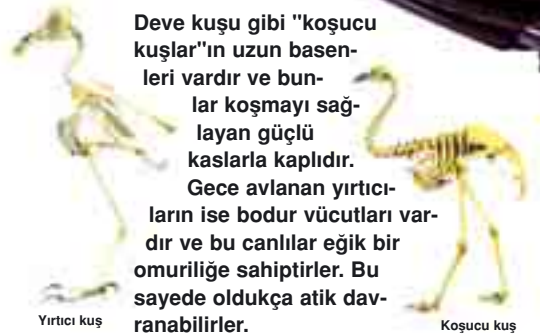 Deve kuşu gibi "koşucu
kuşlar"ın uzun basen-
leri vardır ve bun-
lar koşmayı sağ-
layan güçlü
kaslarla kaplıdır.
Gece avlanan yırtıcı-
ların ise bodur vücutları var-
dır ve bu canlılar eğik bir
omuriliğe sahiptirler. Bu
sayede oldukça atik dav-
ranabilirler.
Yırtıcı kuş
Koşucu kuş